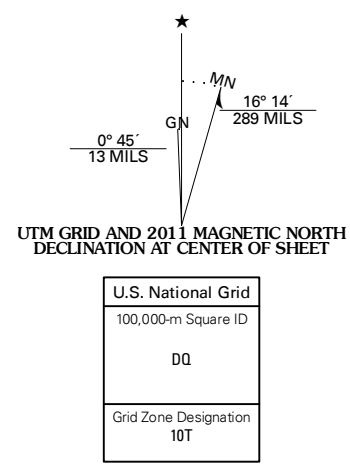 ★
MN
GN
16° 14´
289 MILS
0° 45´
13 MILS
UTM GRID AND 2011 MAGNETIC NORTH
DECLINATION AT CENTER OF SHEET
U.S. National Grid
100,000-m Square ID
DQ
Grid Zone Designation
10T